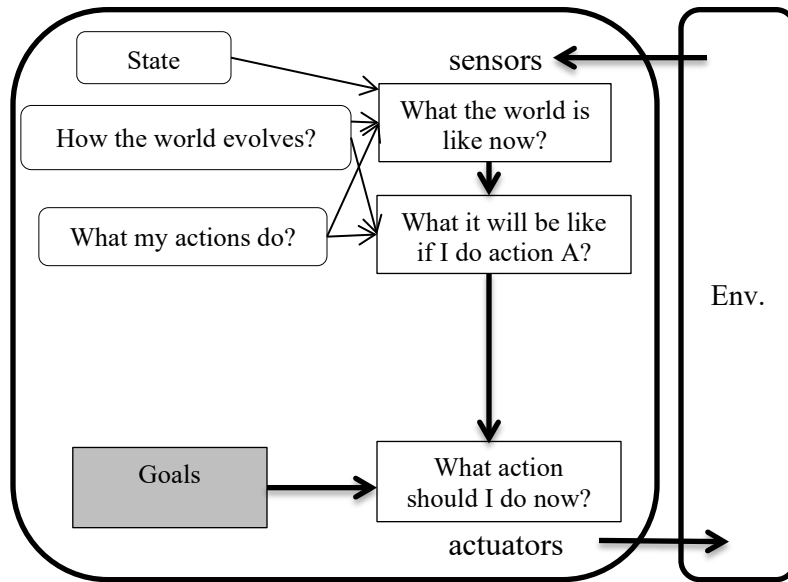 State
sensors
What the world is
like now?
How the world evolves?
What my actions do?
What it will be like
if I do action A?
Env.
Goals
What action
should I do now?
actuators